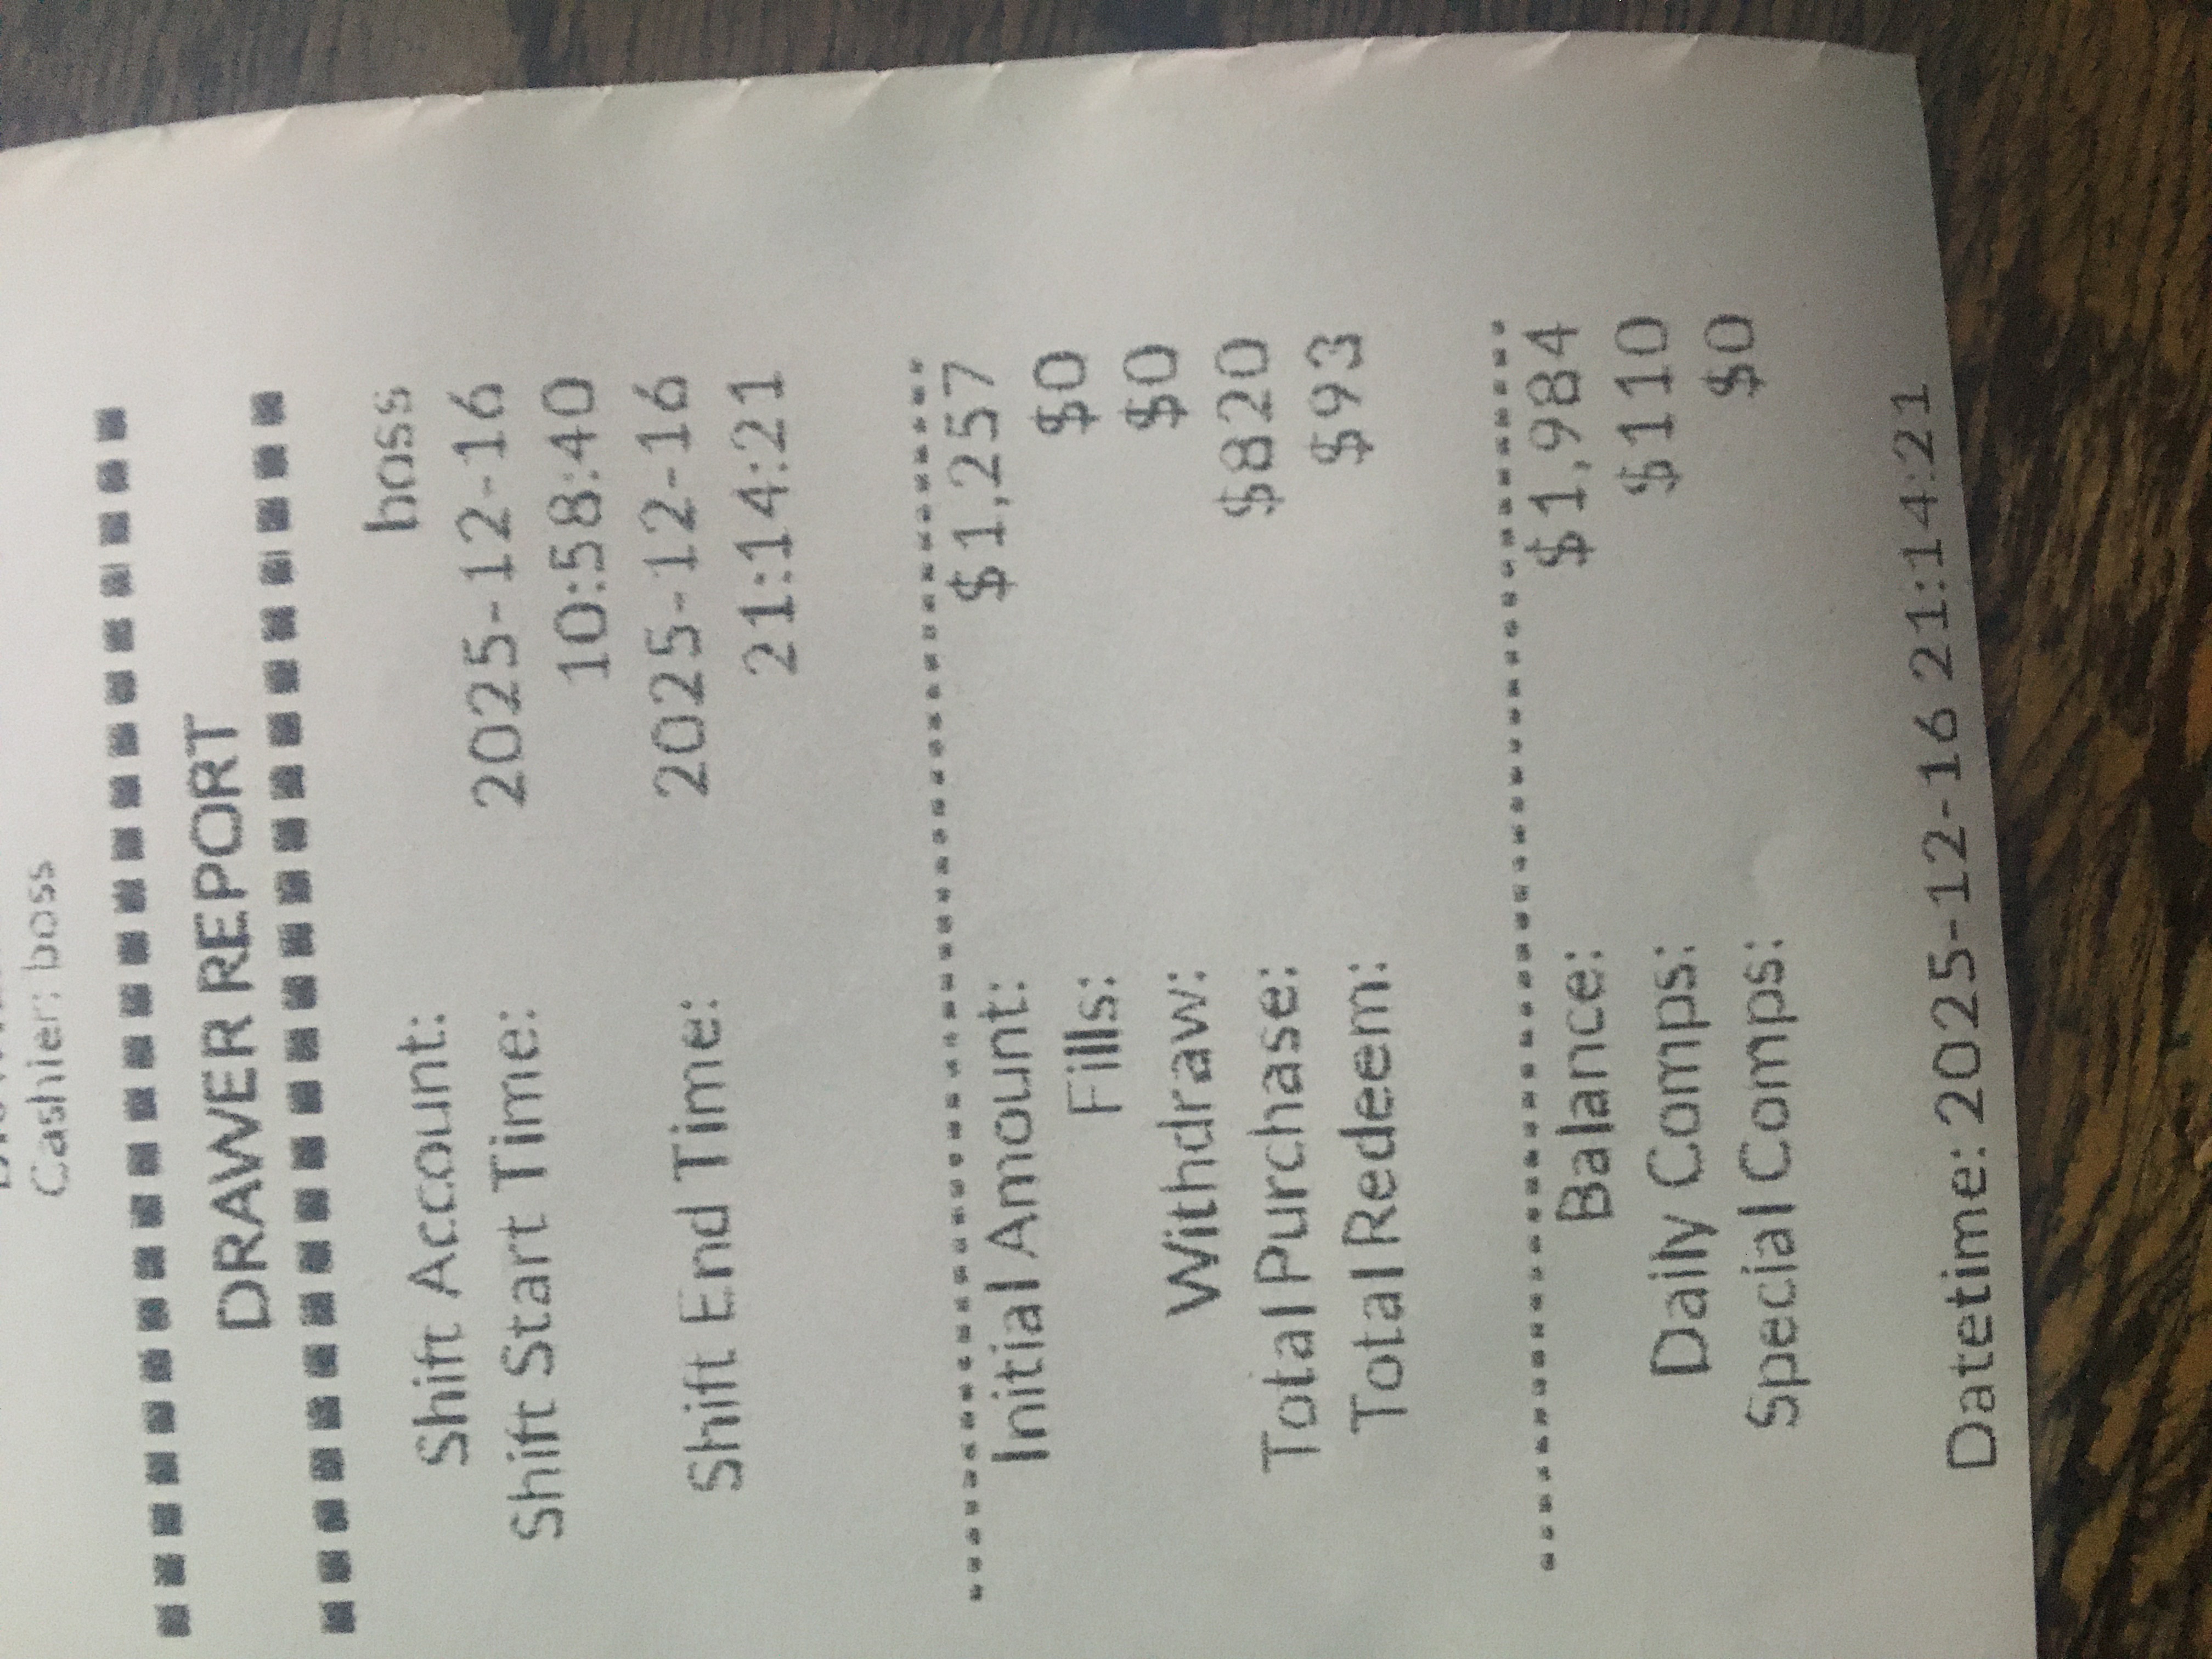 Cashier: boss
DRAWER REPORT
Shift Account: boss
Shift Start Time: 2025-12-16
10:58:40
Shift End Time: 2025-12-16
21:14:21
Initial Amount: $1,257
Fills: $0
Withdraw: $0
Total Purchase: $820
Total Redeem: $93
Balance: $1,984
Daily Comps: $110
Special Comps: $0
Datetime: 2025-12-16 21:14:21